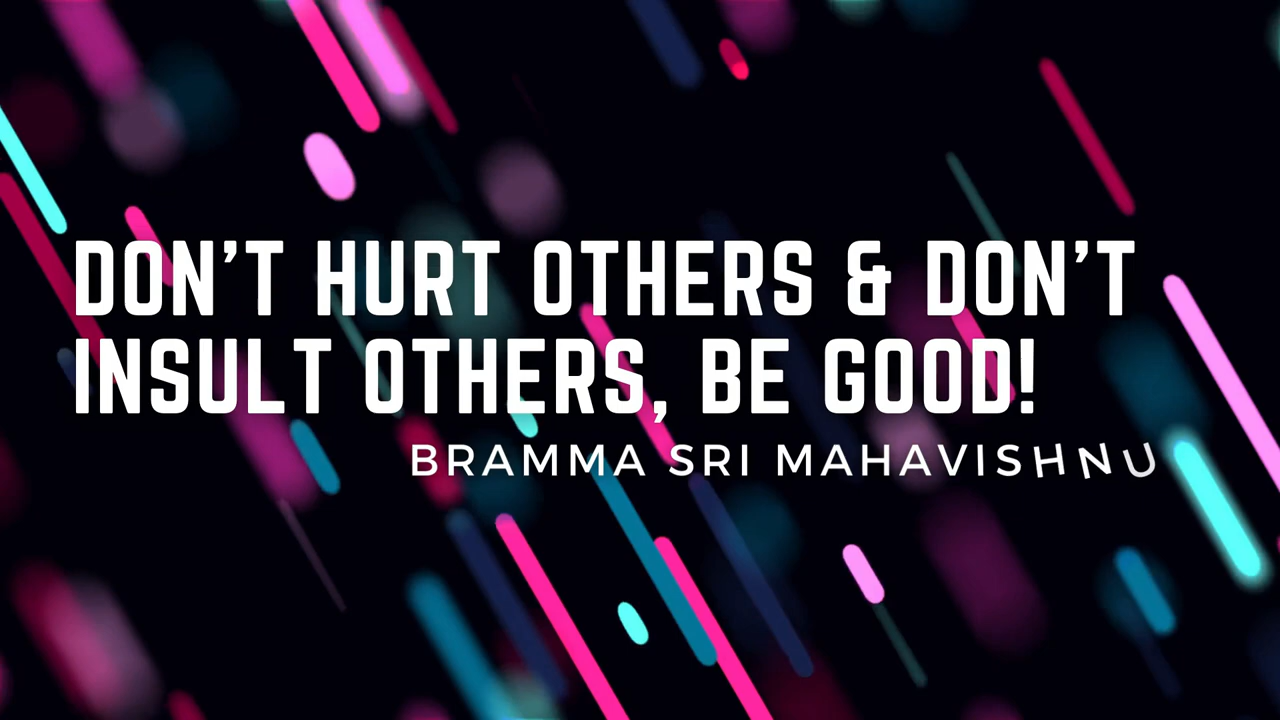 DON'T HURT OTHERS & DON'T
INSULT OTHERS, BE GOOD!
BRAMMA SRI MAHAVISHNU